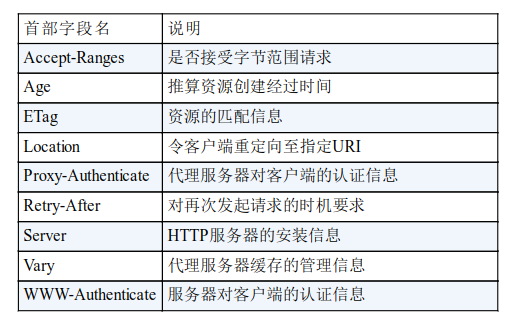 首部字段名 说明
Accept-Ranges 是否接受字节范围请求
Age 推算资源创建经过时间
ETag 资源的匹配信息
Location 令客户端重定向至指定URI
Proxy-Authenticate 代理服务器对客户端的认证信息
Retry-After 对再次发起请求的时机要求
Server HTTP服务器的安装信息
Vary 代理服务器缓存的管理信息
WWW-Authenticate 服务器对客户端的认证信息